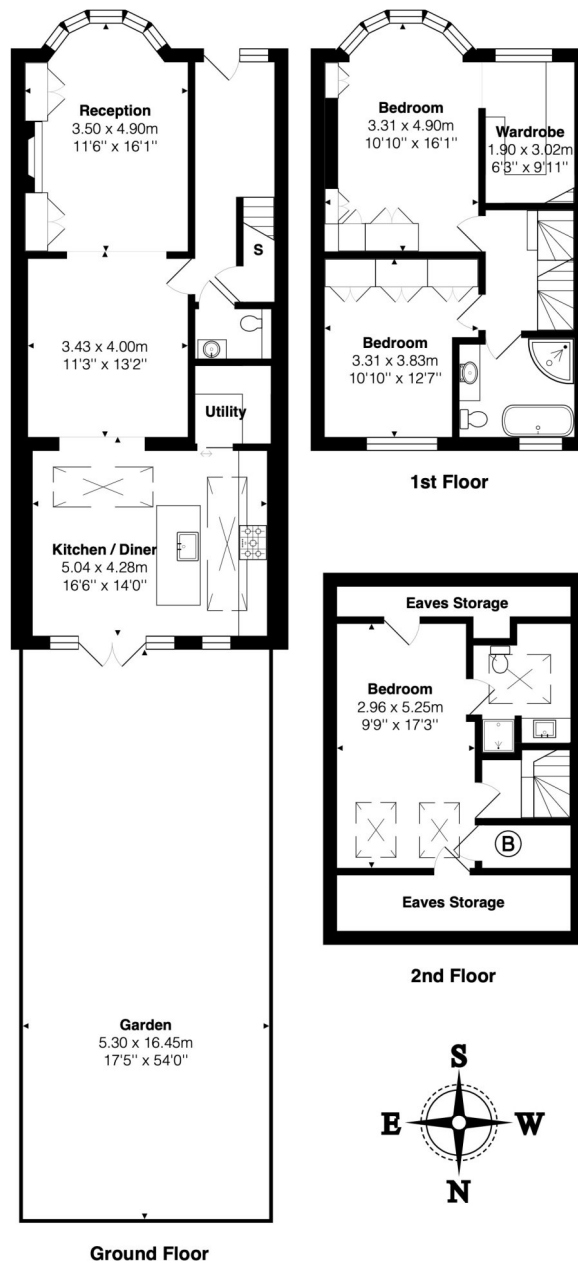 Reception
3.50 x 4.90m
11'6" x 16'1"
S
3.43 x 4.00m
11'3" x 13'2"
Utility
Kitchen / Diner
5.04 x 4.28m
16'6" x 14'0"
Garden
5.30 x 16.45m
17'5" x 54'0"
Ground Floor
Bedroom
3.31 x 4.90m
10'10" x 16'1"
Wardrobe
1.90 x 3.02m
6'3" x 9'11"
Bedroom
3.31 x 3.83m
10'10" x 12'7"
1st Floor
Eaves Storage
Bedroom
2.96 x 5.25m
9'9" x 17'3"
B
Eaves Storage
2nd Floor
S
E W
N